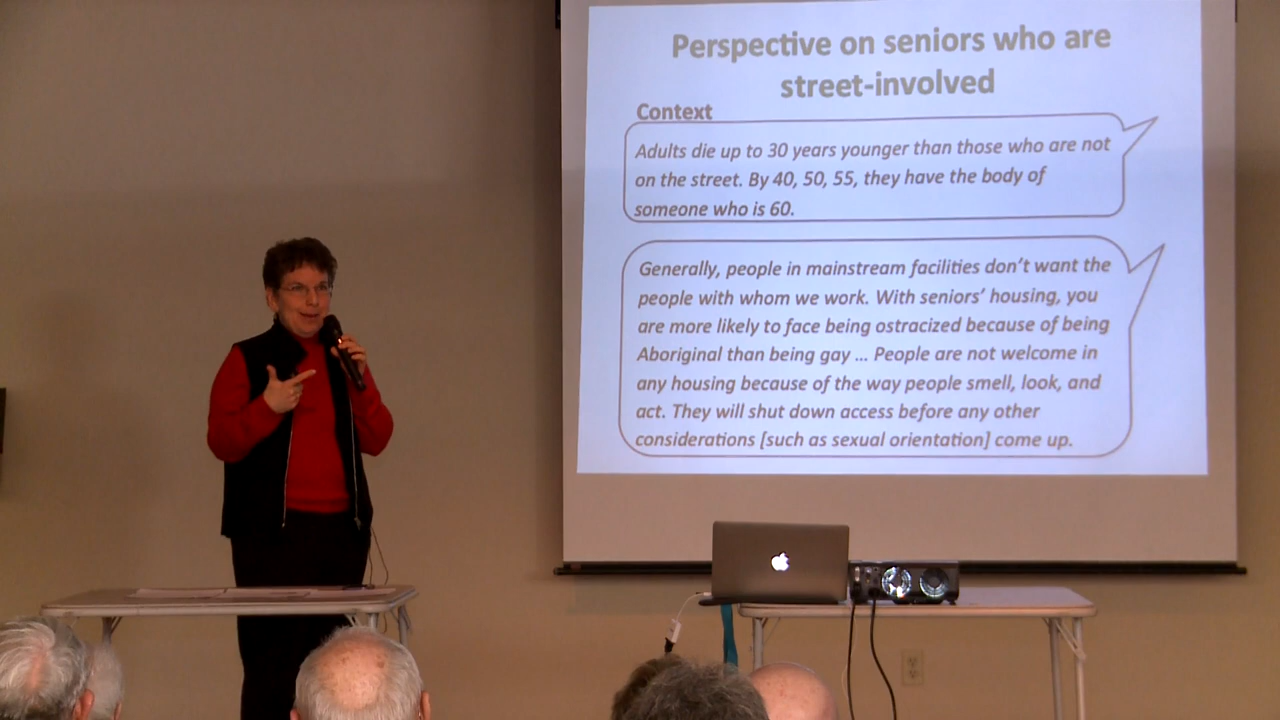 Perspective on seniors who are
street-involved
Context
Adults die up to 30 years younger than those who are not
on the street. By 40, 50, 55, they have the body of
someone who is 60.
Generally, people in mainstream facilities don’t want the
people with whom we work. With seniors’ housing, you
are more likely to face being ostracized because of being
Aboriginal than being gay ... People are not welcome in
any housing because of the way people smell, look, and
act. They will shut down access before any other
considerations [such as sexual orientation] come up.